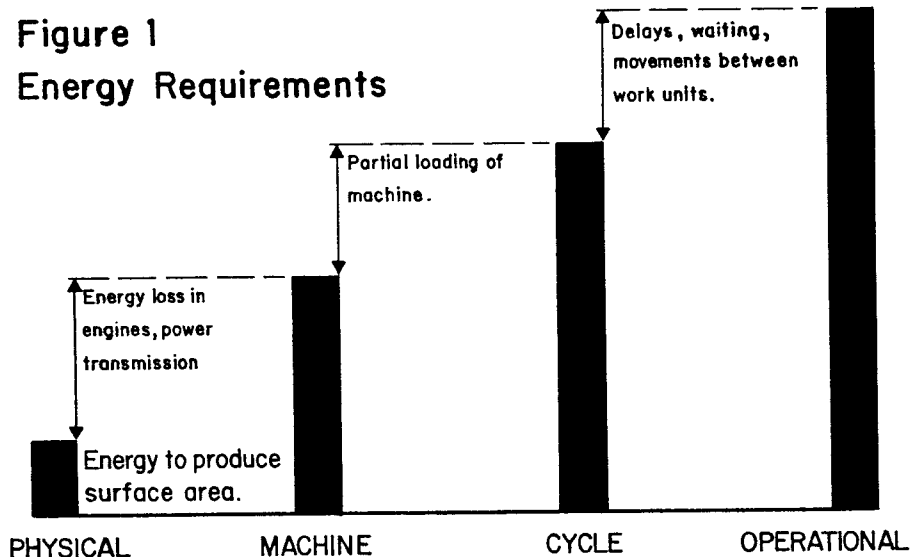 Figure 1
Energy Requirements
Delays, waiting,
movements between
work units.
Partial loading of
machine.
Energy loss in
engines, power
transmission
Energy to produce
surface area.
PHYSICAL MACHINE CYCLE OPERATIONAL